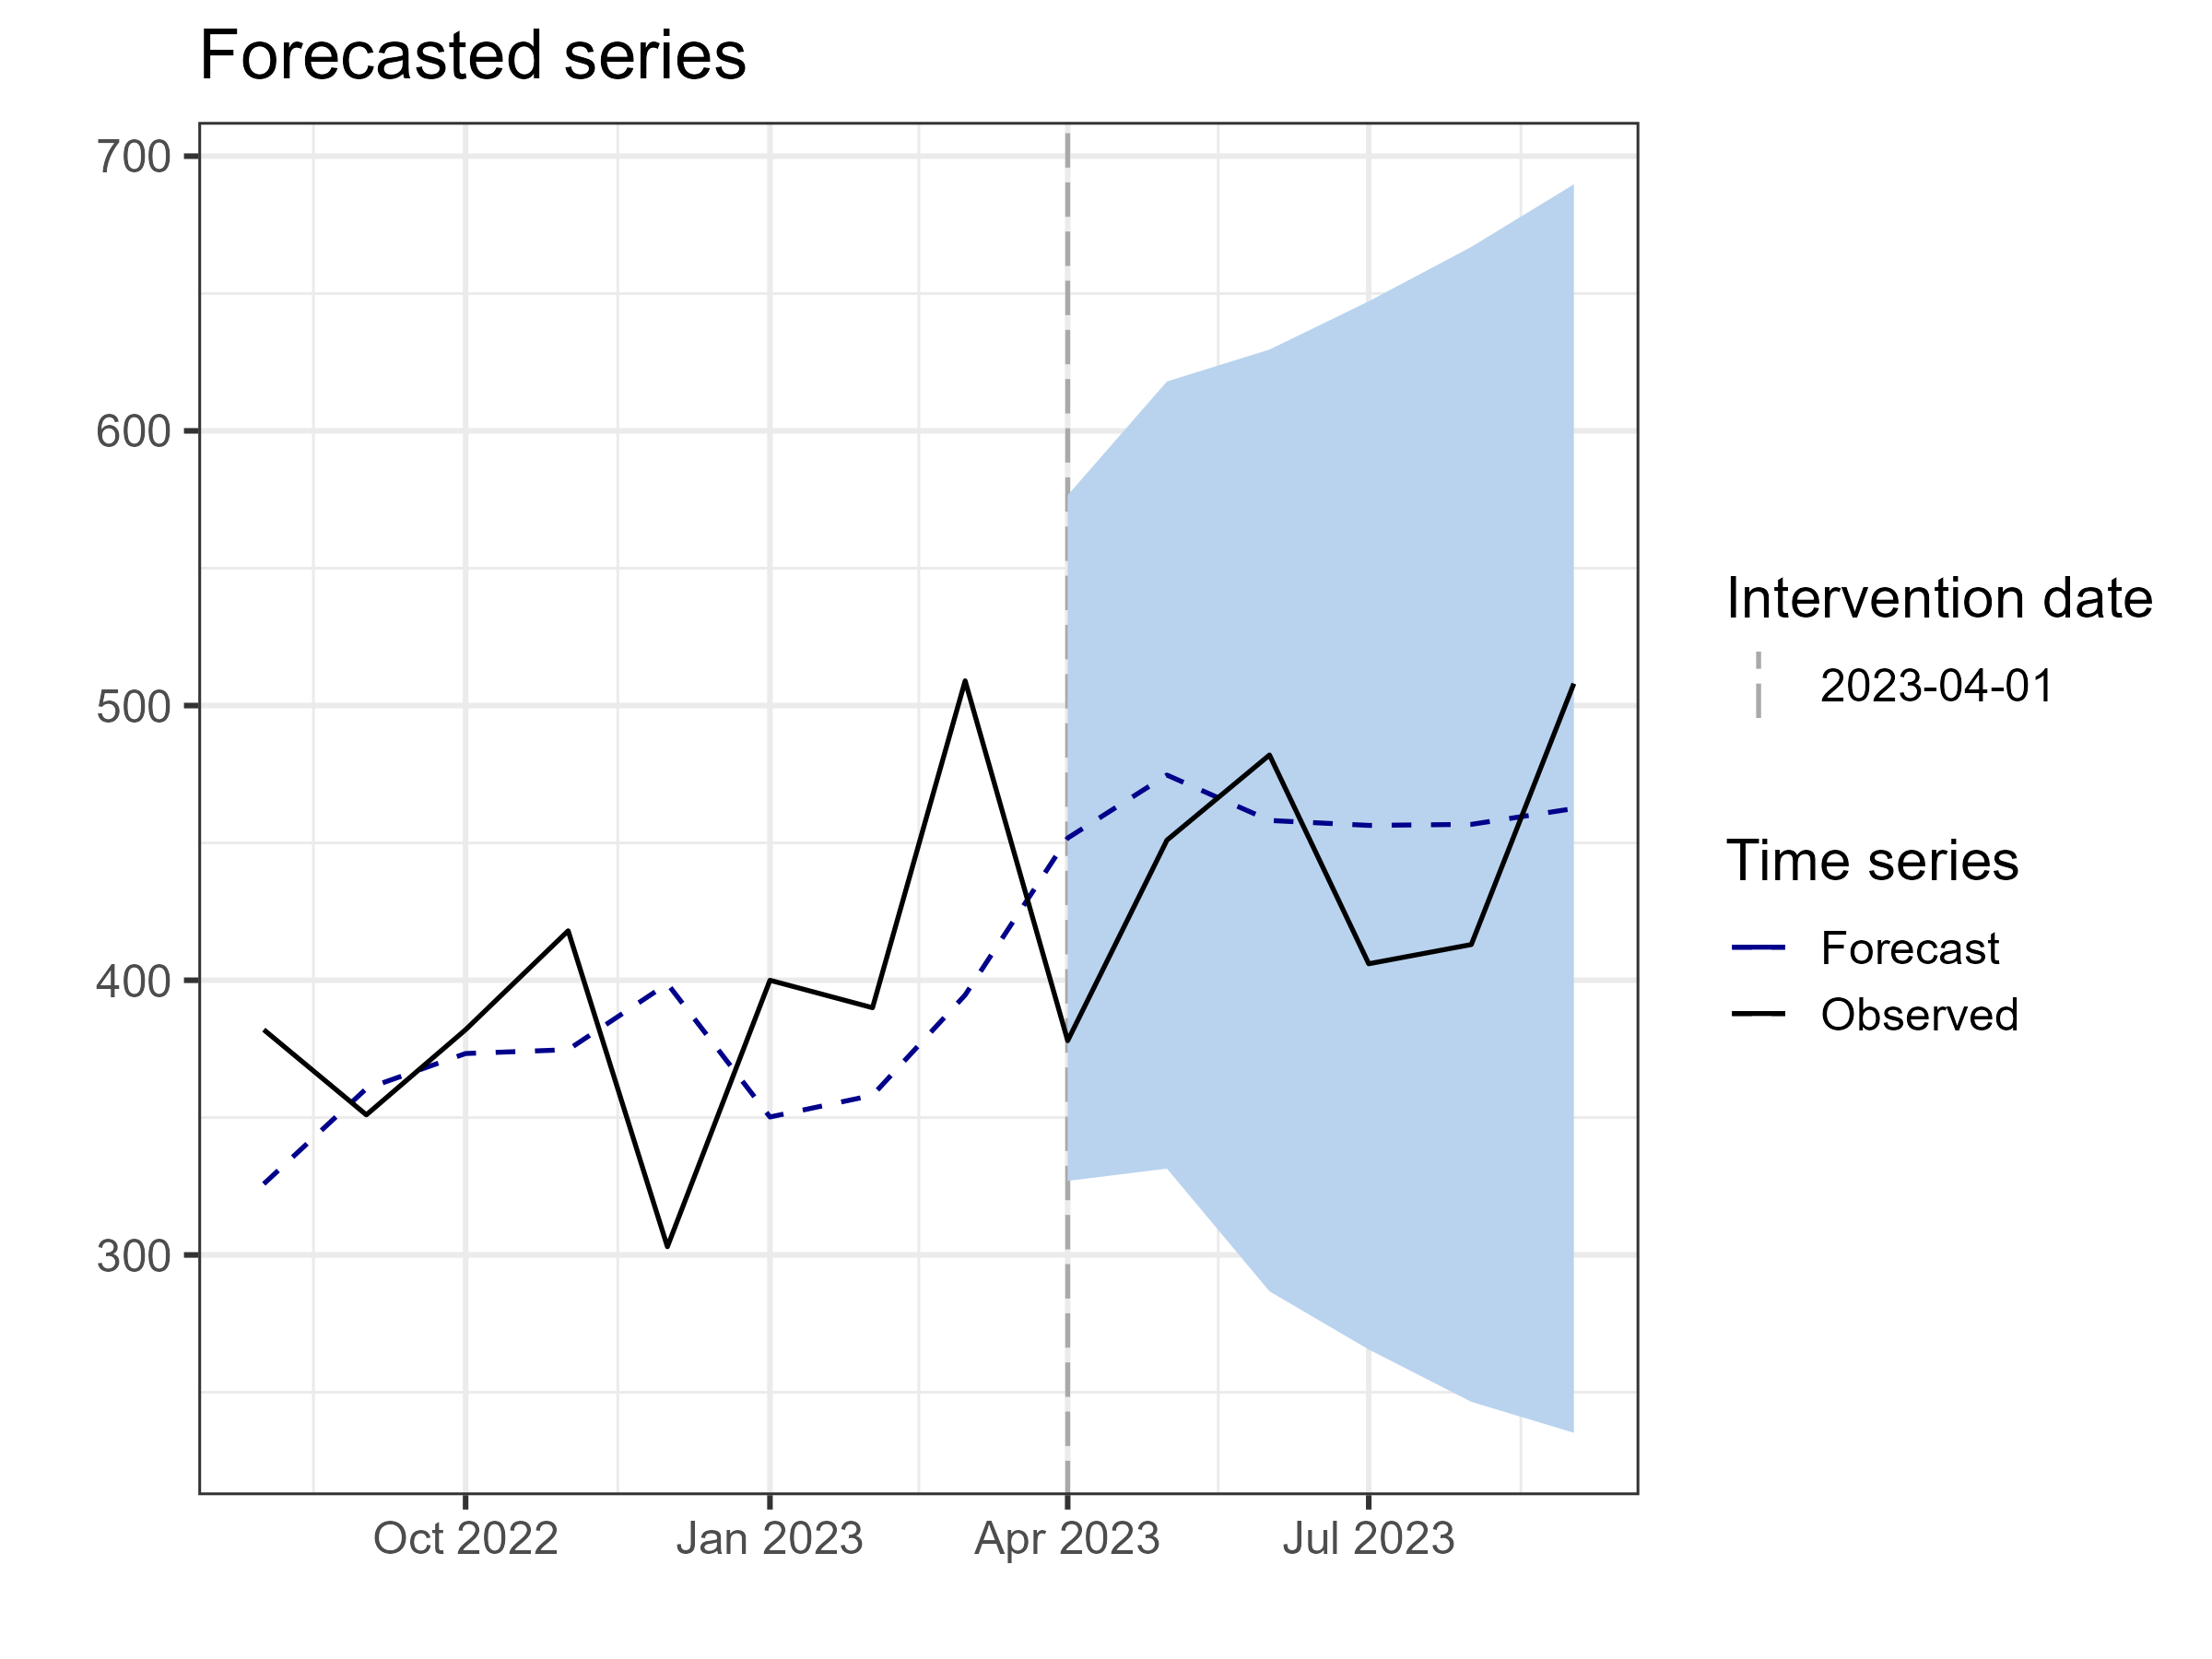 Forecasted series
700
600
500
400
300
Oct 2022
Jan 2023
Apr 2023
Jul 2023
Intervention date
2023-04-01
Time series
Forecast
Observed